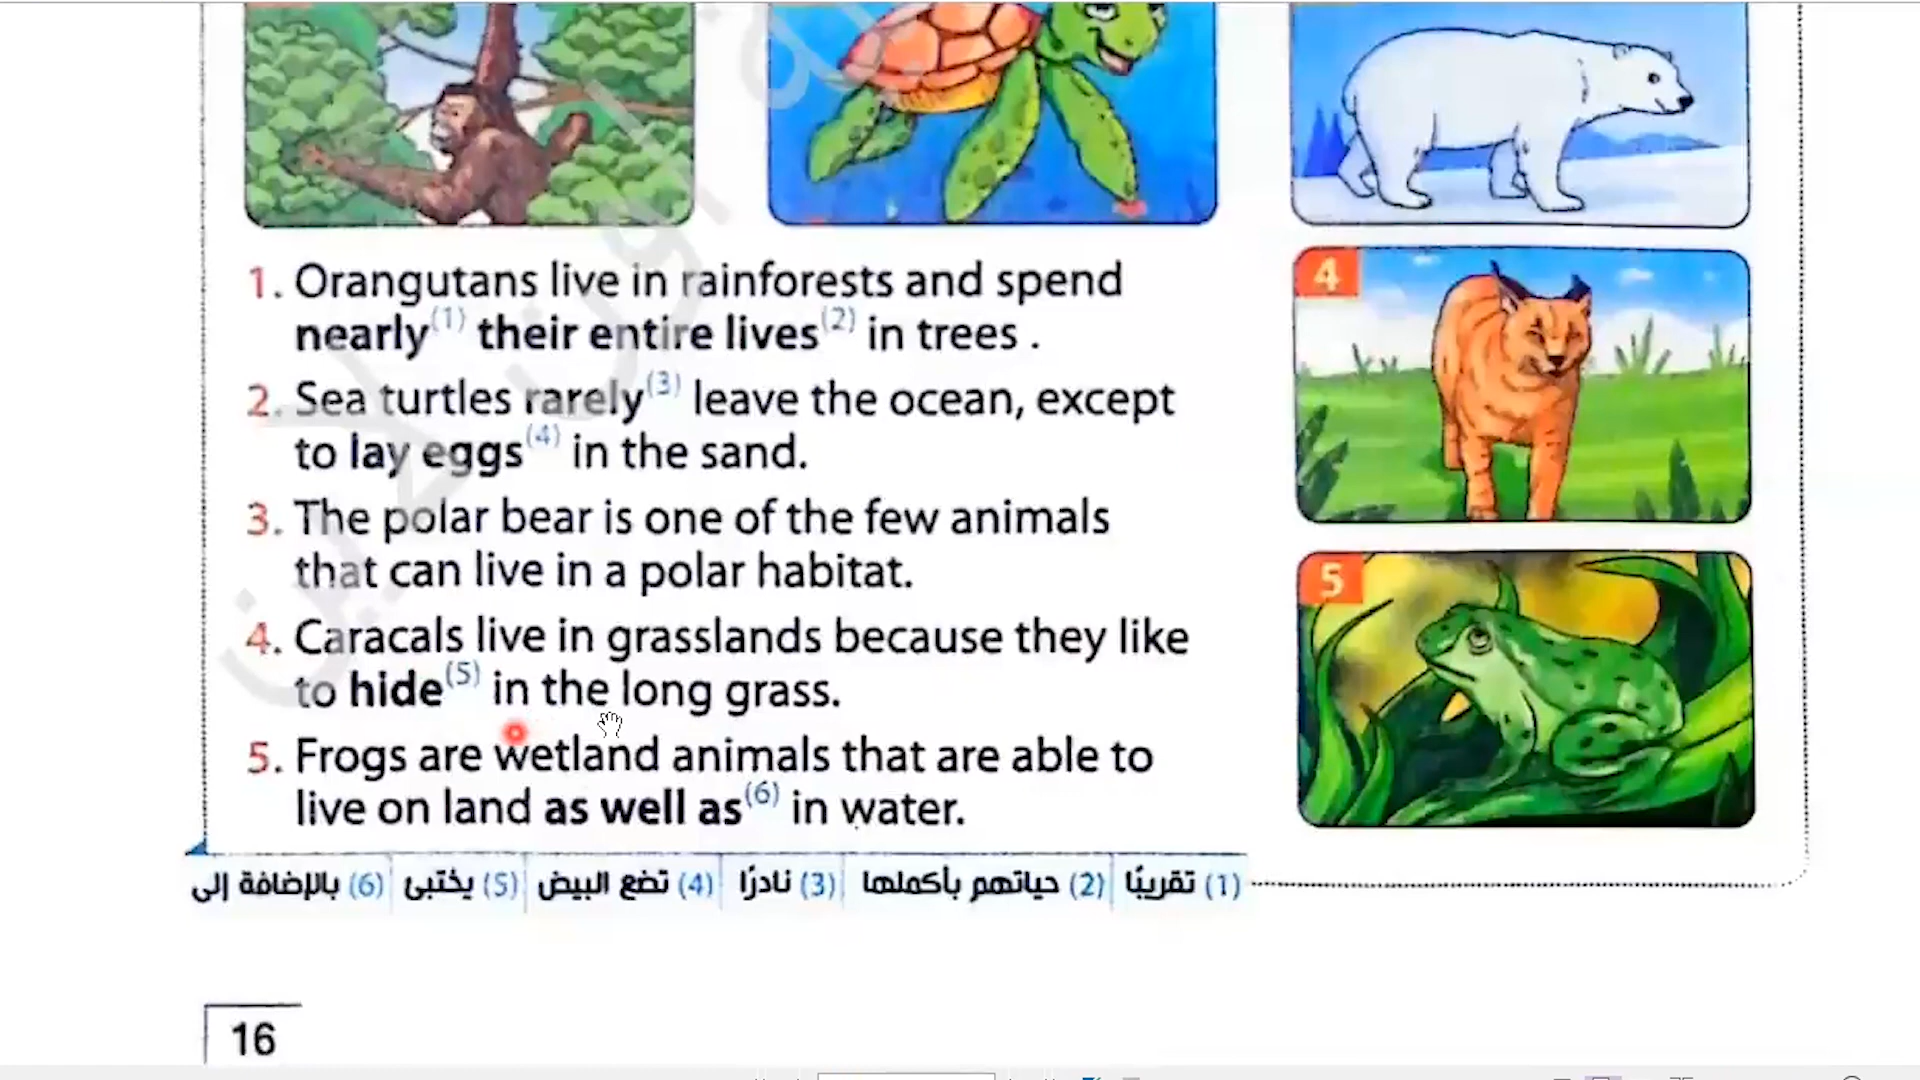 4
1. Orangutans live in rainforests and spend
nearly(1) their entire lives(2) in trees .
2. Sea turtles rarely(3) leave the ocean, except
to lay eggs(4) in the sand.
3. The polar bear is one of the few animals
that can live in a polar habitat.
4. Caracals live in grasslands because they like
to hide(5) in the long grass.
5
5. Frogs are wetland animals that are able to
live on land as well as(6) in water.
(1) تقريبًا (2) حياتهم بأكملها (3) نادرًا (4) تضع البيض (5) يختبئ (6) بالإضافة إلى
16